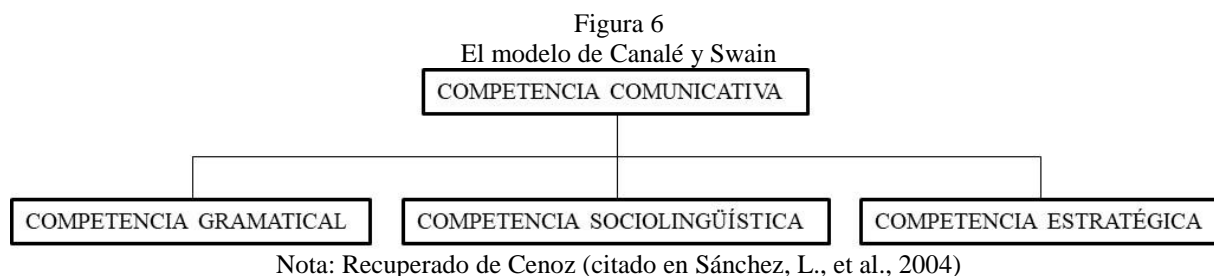 Figura 6
El modelo de Canalé y Swain
COMPETENCIA COMUNICATIVA
COMPETENCIA GRAMATICAL
COMPETENCIA SOCIOLINGÜÍSTICA
COMPETENCIA ESTRATÉGICA
Nota: Recuperado de Cenoz (citado en Sánchez, L., et al., 2004)